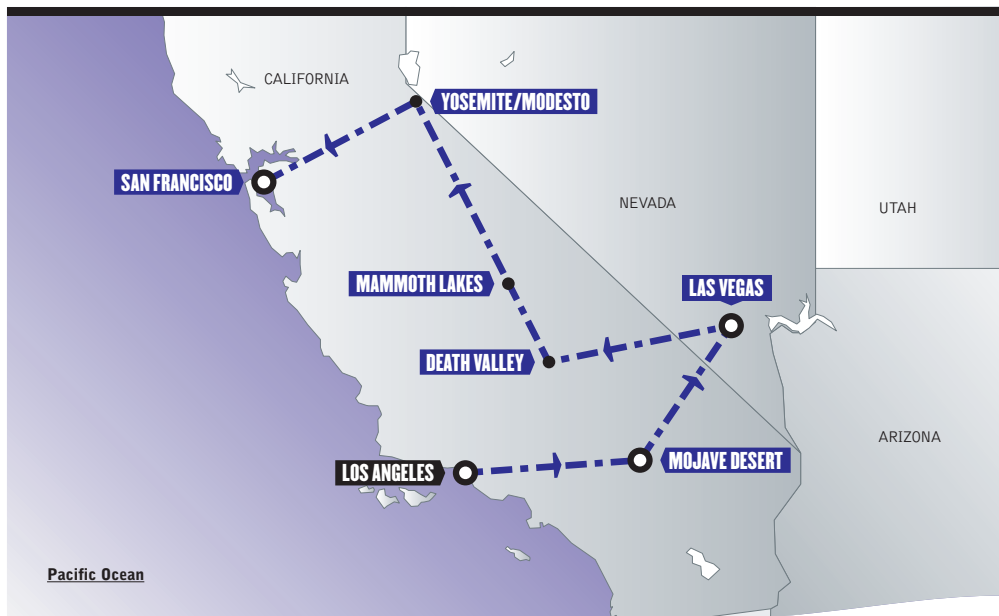 CALIFORNIA
YOSEMITE/MODESTO
SAN FRANCISCO
NEVADA
UTAH
MAMMOTH LAKES
LAS VEGAS
DEATH VALLEY
ARIZONA
LOS ANGELES
MOJAVE DESERT
Pacific Ocean